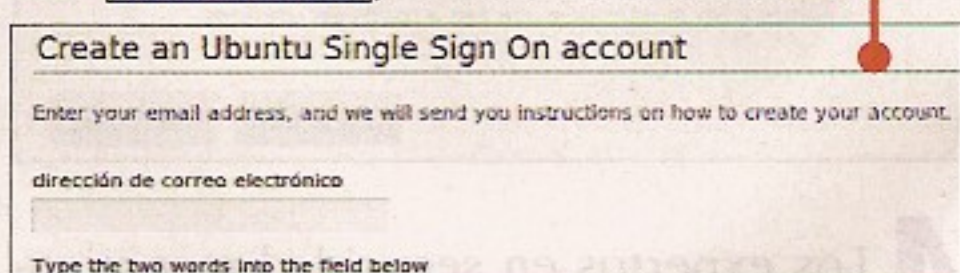 Create an Ubuntu Single Sign On account
Enter your email address, and we will send you instructions on how to create your account.
dirección de correo electrónico
Type the two words into the field below